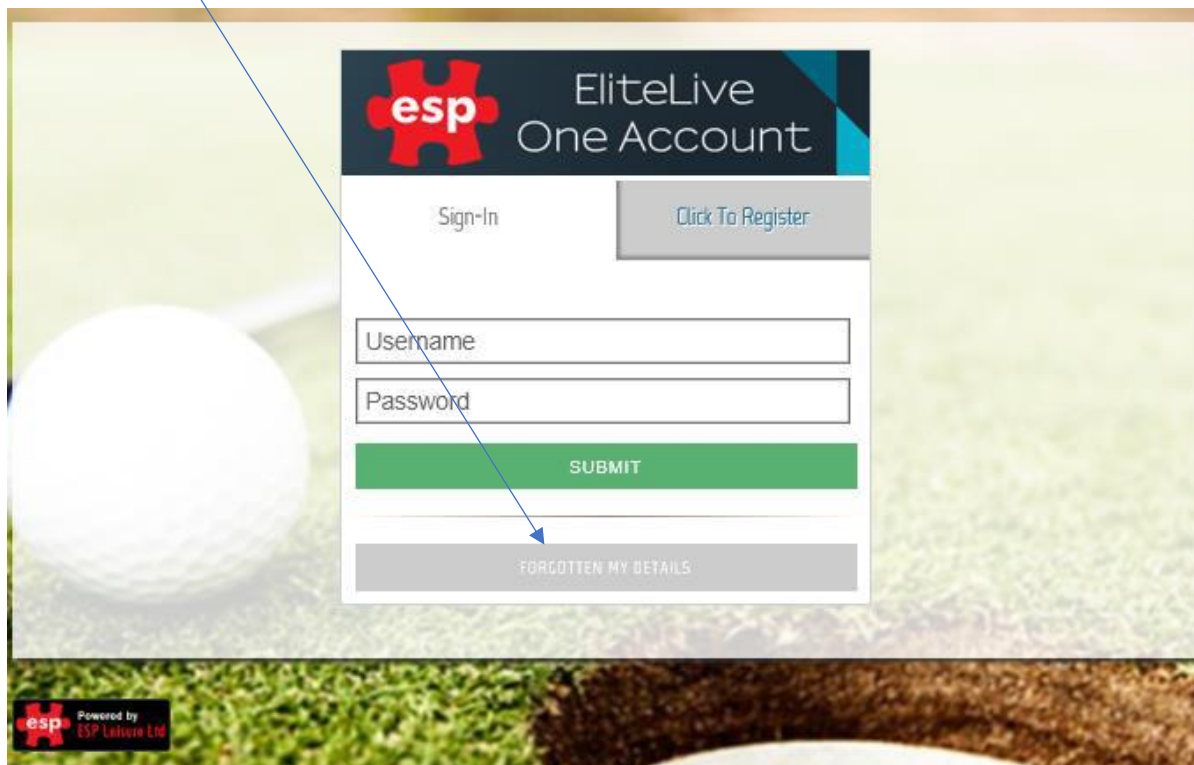 esp
EliteLive
One Account
Sign-In
Click To Register
Username
Password
SUBMIT
FORGOTTEN MY DETAILS
esp
Powered by
ESP Leisure Ltd